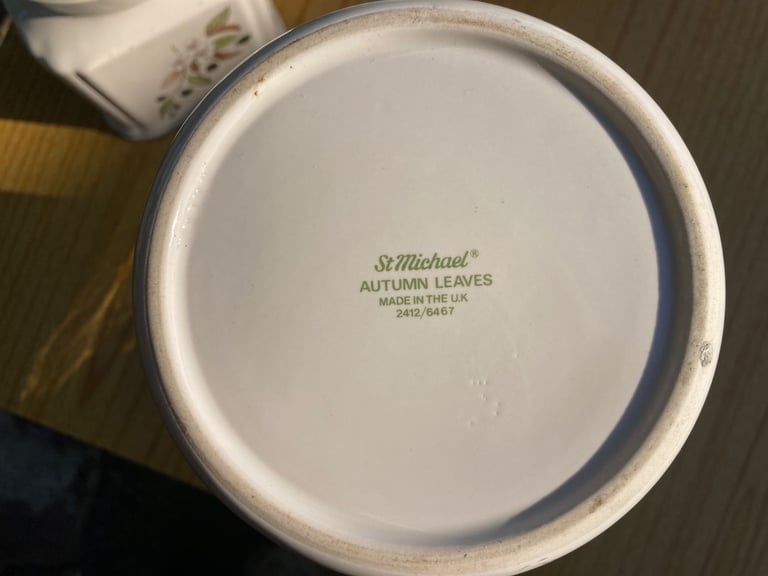 St Michael®
AUTUMN LEAVES
MADE IN THE U.K
2412/6467